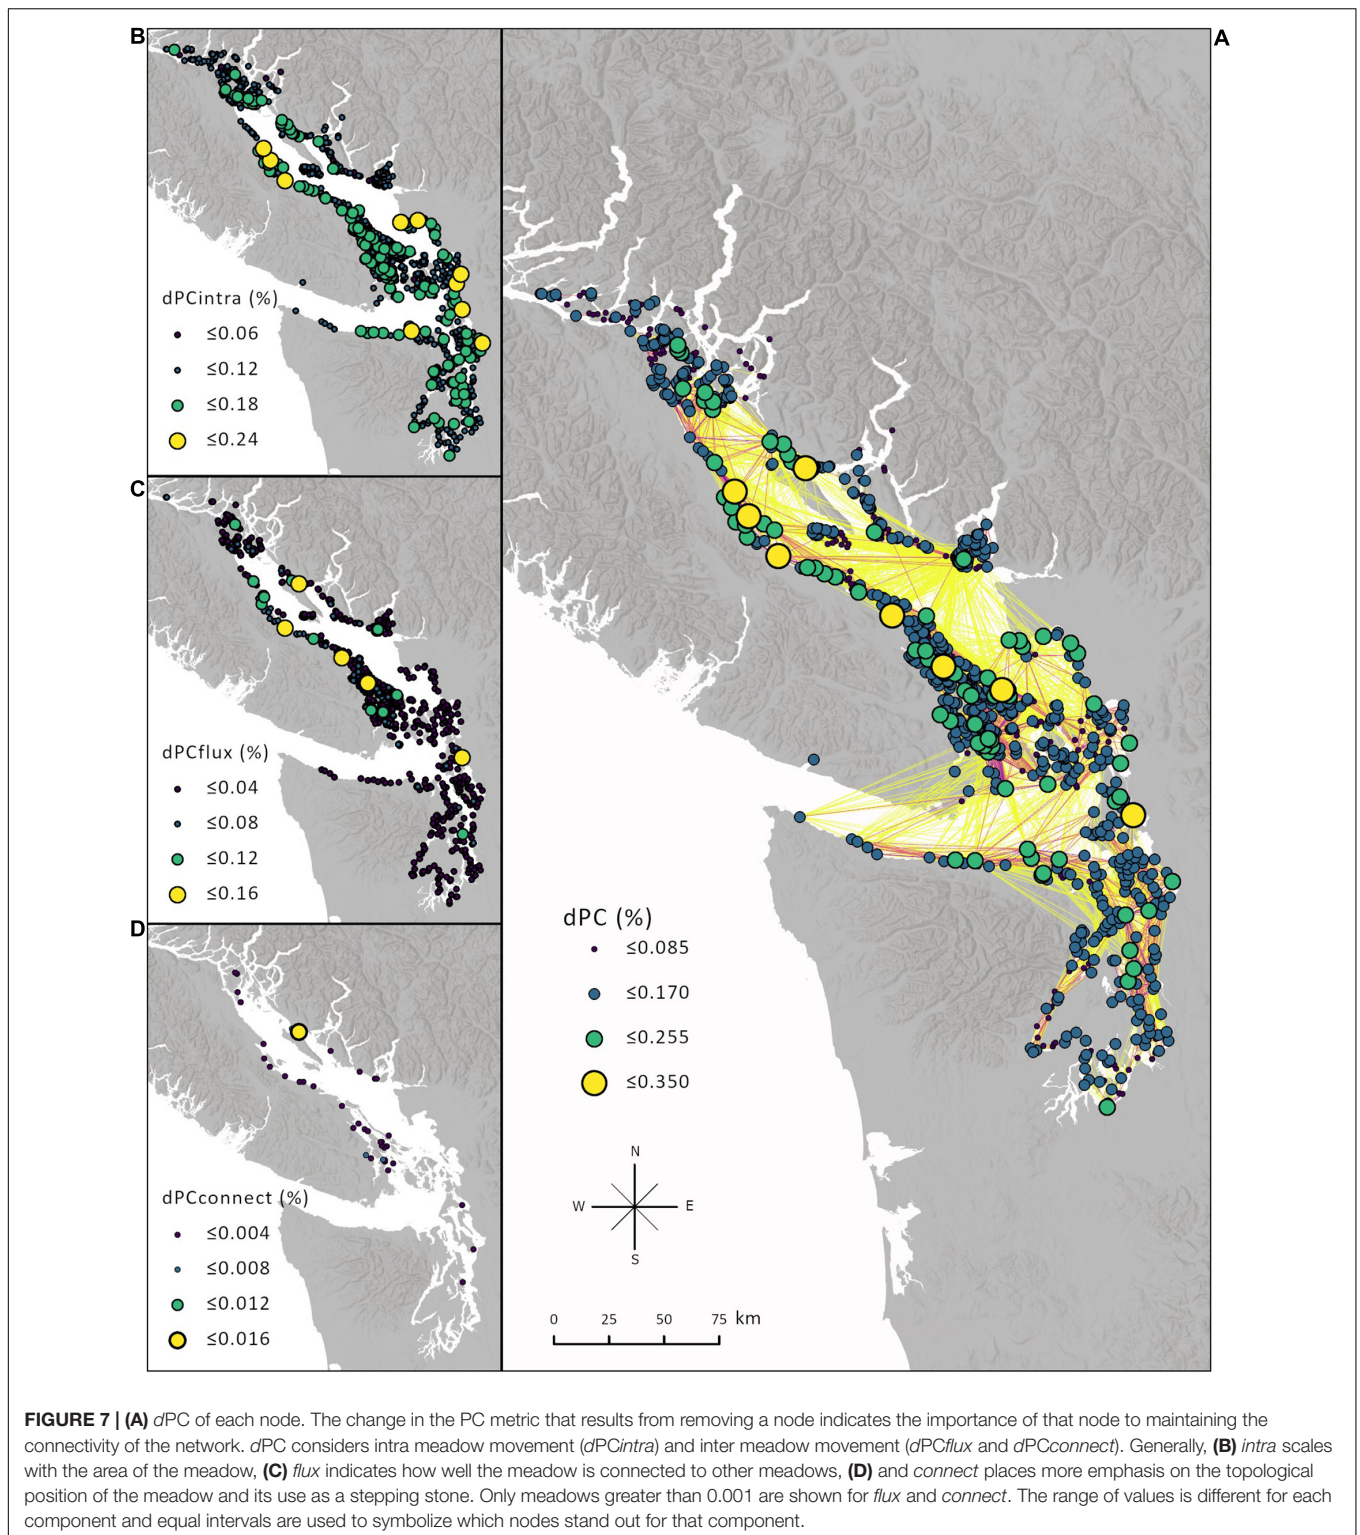 B
A
dPCintra (%)
≤0.06
≤0.12
≤0.18
≤0.24
C
dPCflux (%)
≤0.04
≤0.08
≤0.12
≤0.16
D
dPCconnect (%)
≤0.004
≤0.008
≤0.012
≤0.016
dPC (%)
≤0.085
≤0.170
≤0.255
≤0.350
N
W E
S
0 25 50 75 km
FIGURE 7 | (A) dPC of each node. The change in the PC metric that results from removing a node indicates the importance of that node to maintaining the
connectivity of the network. dPC considers intra meadow movement (dPCintra) and inter meadow movement (dPCflux and dPCconnect). Generally, (B) intra scales
with the area of the meadow, (C) flux indicates how well the meadow is connected to other meadows, (D) and connect places more emphasis on the topological
position of the meadow and its use as a stepping stone. Only meadows greater than 0.001 are shown for flux and connect. The range of values is different for each
component and equal intervals are used to symbolize which nodes stand out for that component.